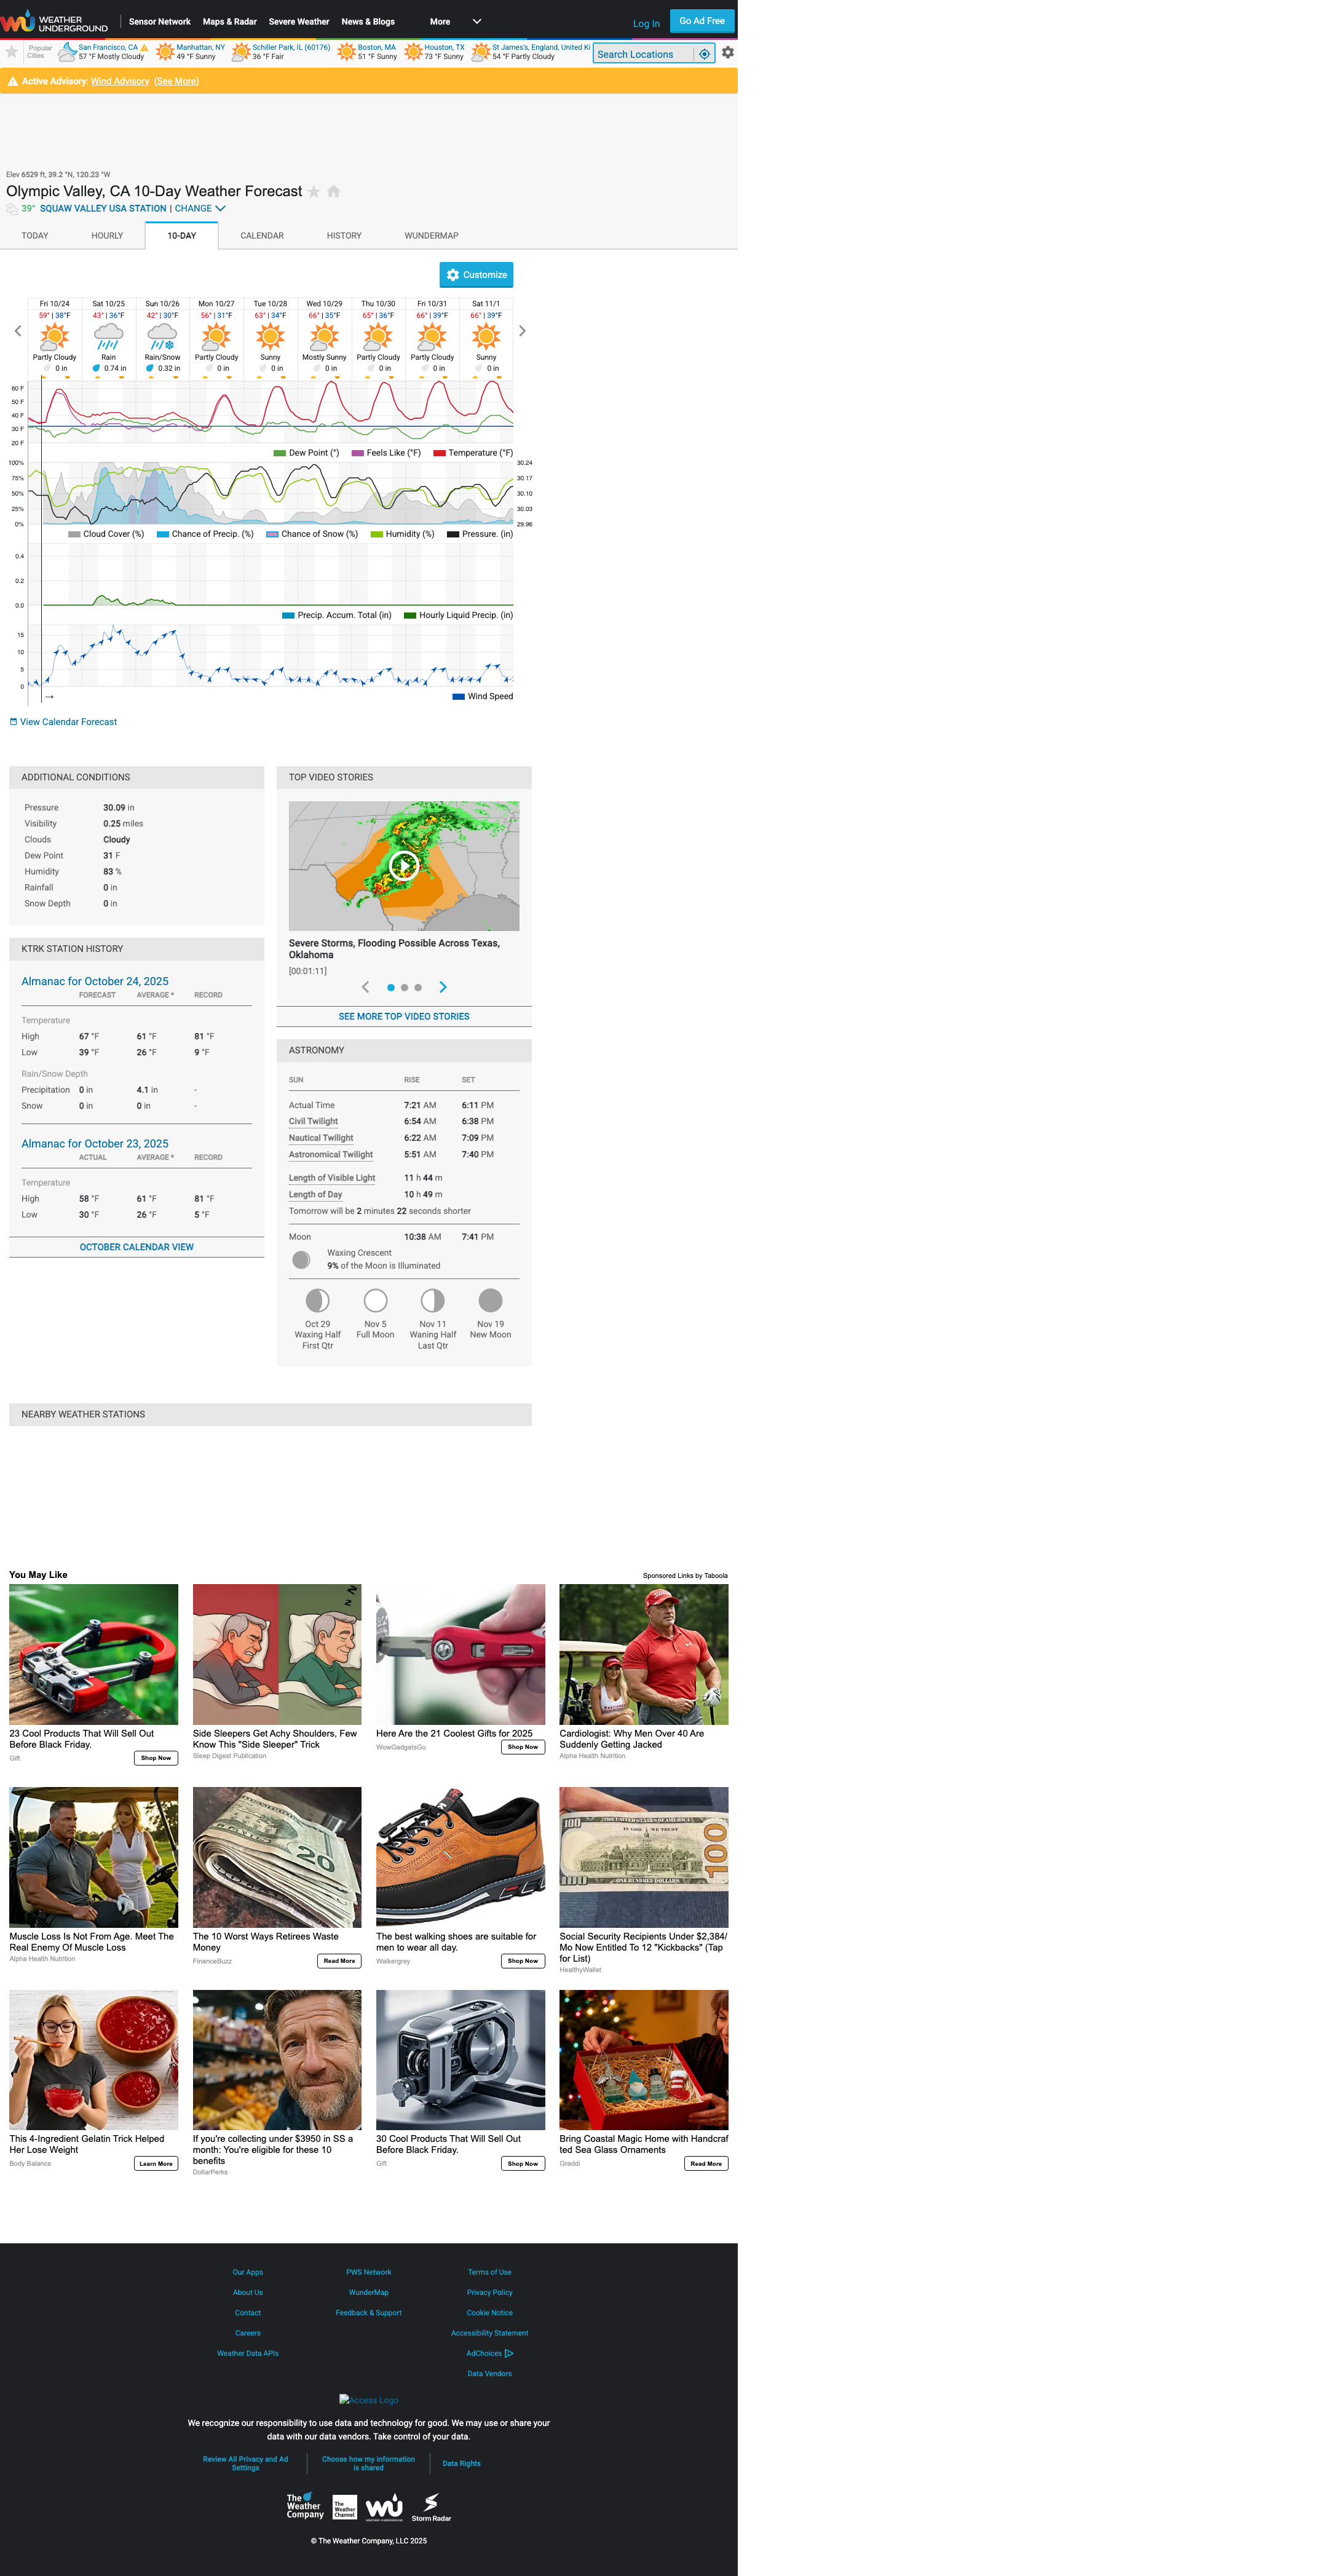 WEATHER UNDERGROUND
Sensor Network Maps & Radar Severe Weather News & Blogs More Log In Go Ad Free
Popular Cities
San Francisco, CA 57 °F Mostly Cloudy
Manhattan, NY 49 °F Sunny
Schiller Park, IL (60176) 36 °F Fair
Boston, MA 51 °F Sunny
Houston, TX 73 °F Sunny
St James's, England, United Ki 54 °F Partly Cloudy
Search Locations
Active Advisory: Wind Advisory (See More)
Elev 6529 ft, 39.2 °N, 120.23 °W
Olympic Valley, CA 10-Day Weather Forecast
39° SQUAW VALLEY USA STATION | CHANGE
TODAY HOURLY 10-DAY CALENDAR HISTORY WUNDERMAP
Customize
Fri 10/24 Sat 10/25 Sun 10/26 Mon 10/27 Tue 10/28 Wed 10/29 Thu 10/30 Fri 10/31 Sat 11/1
59° | 38°F 43° | 36°F 42° | 30°F 56° | 31°F 63° | 34°F 66° | 35°F 65° | 36°F 66° | 39°F 66° | 39°F
Partly Cloudy Rain Rain/Snow Partly Cloudy Sunny Mostly Sunny Partly Cloudy Partly Cloudy Sunny
0 in 0.74 in 0.32 in 0 in 0 in 0 in 0 in 0 in 0 in
60 F
50 F
40 F
30 F
20 F
Dew Point (°) Feels Like (°F) Temperature (°F)
100% 30.24
75% 30.17
50% 30.10
25% 30.03
0% 29.96
Cloud Cover (%) Chance of Precip. (%) Chance of Snow (%) Humidity (%) Pressure. (in)
0.4
0.2
0.0
Precip. Accum. Total (in) Hourly Liquid Precip. (in)
15
10
5
0
Wind Speed
View Calendar Forecast
ADDITIONAL CONDITIONS
Pressure 30.09 in
Visibility 0.25 miles
Clouds Cloudy
Dew Point 31 F
Humidity 83 %
Rainfall 0 in
Snow Depth 0 in
KTRK STATION HISTORY
Almanac for October 24, 2025
FORECAST AVERAGE * RECORD
Temperature
High 67 °F 61 °F 81 °F
Low 39 °F 26 °F 9 °F
Rain/Snow Depth
Precipitation 0 in 4.1 in -
Snow 0 in 0 in -
Almanac for October 23, 2025
ACTUAL AVERAGE * RECORD
Temperature
High 58 °F 61 °F 81 °F
Low 30 °F 26 °F 5 °F
OCTOBER CALENDAR VIEW
TOP VIDEO STORIES
Severe Storms, Flooding Possible Across Texas,
Oklahoma
[00:01:11]
SEE MORE TOP VIDEO STORIES
ASTRONOMY
SUN RISE SET
Actual Time 7:21 AM 6:11 PM
Civil Twilight 6:54 AM 6:38 PM
Nautical Twilight 6:22 AM 7:09 PM
Astronomical Twilight 5:51 AM 7:40 PM
Length of Visible Light 11 h 44 m
Length of Day 10 h 49 m
Tomorrow will be 2 minutes 22 seconds shorter
Moon 10:38 AM 7:41 PM
Waxing Crescent
9% of the Moon is Illuminated
Oct 29 Nov 5 Nov 11 Nov 19
Waxing Half Full Moon Waning Half New Moon
First Qtr Last Qtr
NEARBY WEATHER STATIONS
You May Like
Sponsored Links by Taboola
23 Cool Products That Will Sell Out
Before Black Friday.
Gift Shop Now
Side Sleepers Get Achy Shoulders, Few
Know This "Side Sleeper" Trick
Sleep Digest Publication
Here Are the 21 Coolest Gifts for 2025
WowGadgetsGo Shop Now
Cardiologist: Why Men Over 40 Are
Suddenly Getting Jacked
Alpha Health Nutrition
Muscle Loss Is Not From Age. Meet The
Real Enemy Of Muscle Loss
Alpha Health Nutrition
20
The 10 Worst Ways Retirees Waste
Money
FinanceBuzz Read More
The best walking shoes are suitable for
men to wear all day.
Walkergrey Shop Now
THE UNITED STATES OF AMERICA
100
IN GOD WE TRUST
100
ONE HUNDRED DOLLARS
Social Security Recipients Under $2,384/
Mo Now Entitled To 12 "Kickbacks" (Tap
for List)
HealthyWallet
This 4-Ingredient Gelatin Trick Helped
Her Lose Weight
Body Balance Learn More
If you're collecting under $3950 in SS a
month: You're eligible for these 10
benefits
DollarPerks
30 Cool Products That Will Sell Out
Before Black Friday.
Gift Shop Now
Bring Coastal Magic Home with Handcraf
ted Sea Glass Ornaments
Graddi Read More
Our Apps PWS Network Terms of Use
About Us WunderMap Privacy Policy
Contact Feedback & Support Cookie Notice
Careers Accessibility Statement
Weather Data APIs AdChoices
Data Vendors
Access Logo
We recognize our responsibility to use data and technology for good. We may use or share your
data with our data vendors. Take control of your data.
Review All Privacy and Ad
Settings
Choose how my information
is shared
Data Rights
The Weather Company
The Weather Channel
Storm Radar
© The Weather Company, LLC 2025